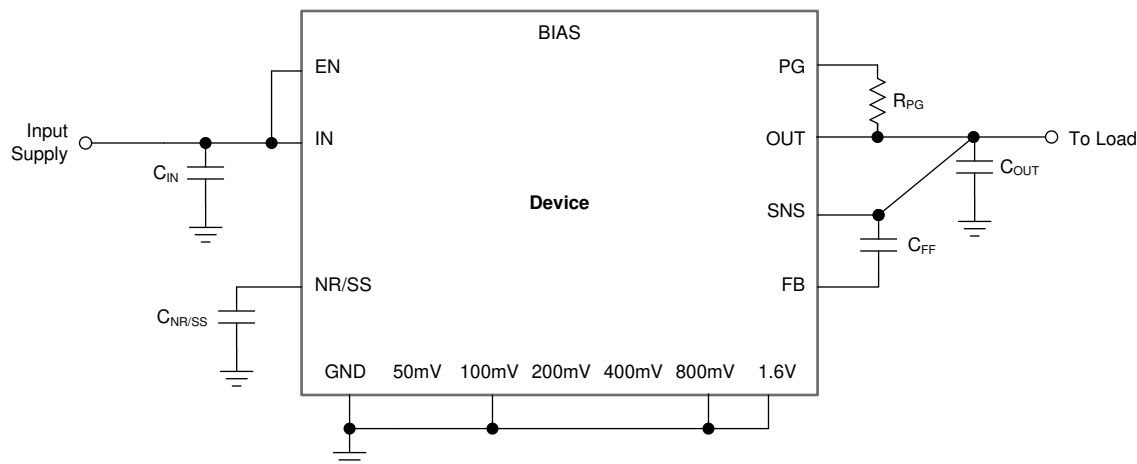 BIAS
EN
PG
R_PG
Input
Supply
IN
OUT
To Load
C_IN
C_OUT
Device
SNS
C_FF
NR/SS
FB
C_NR/SS
GND 50mV 100mV 200mV 400mV 800mV 1.6V